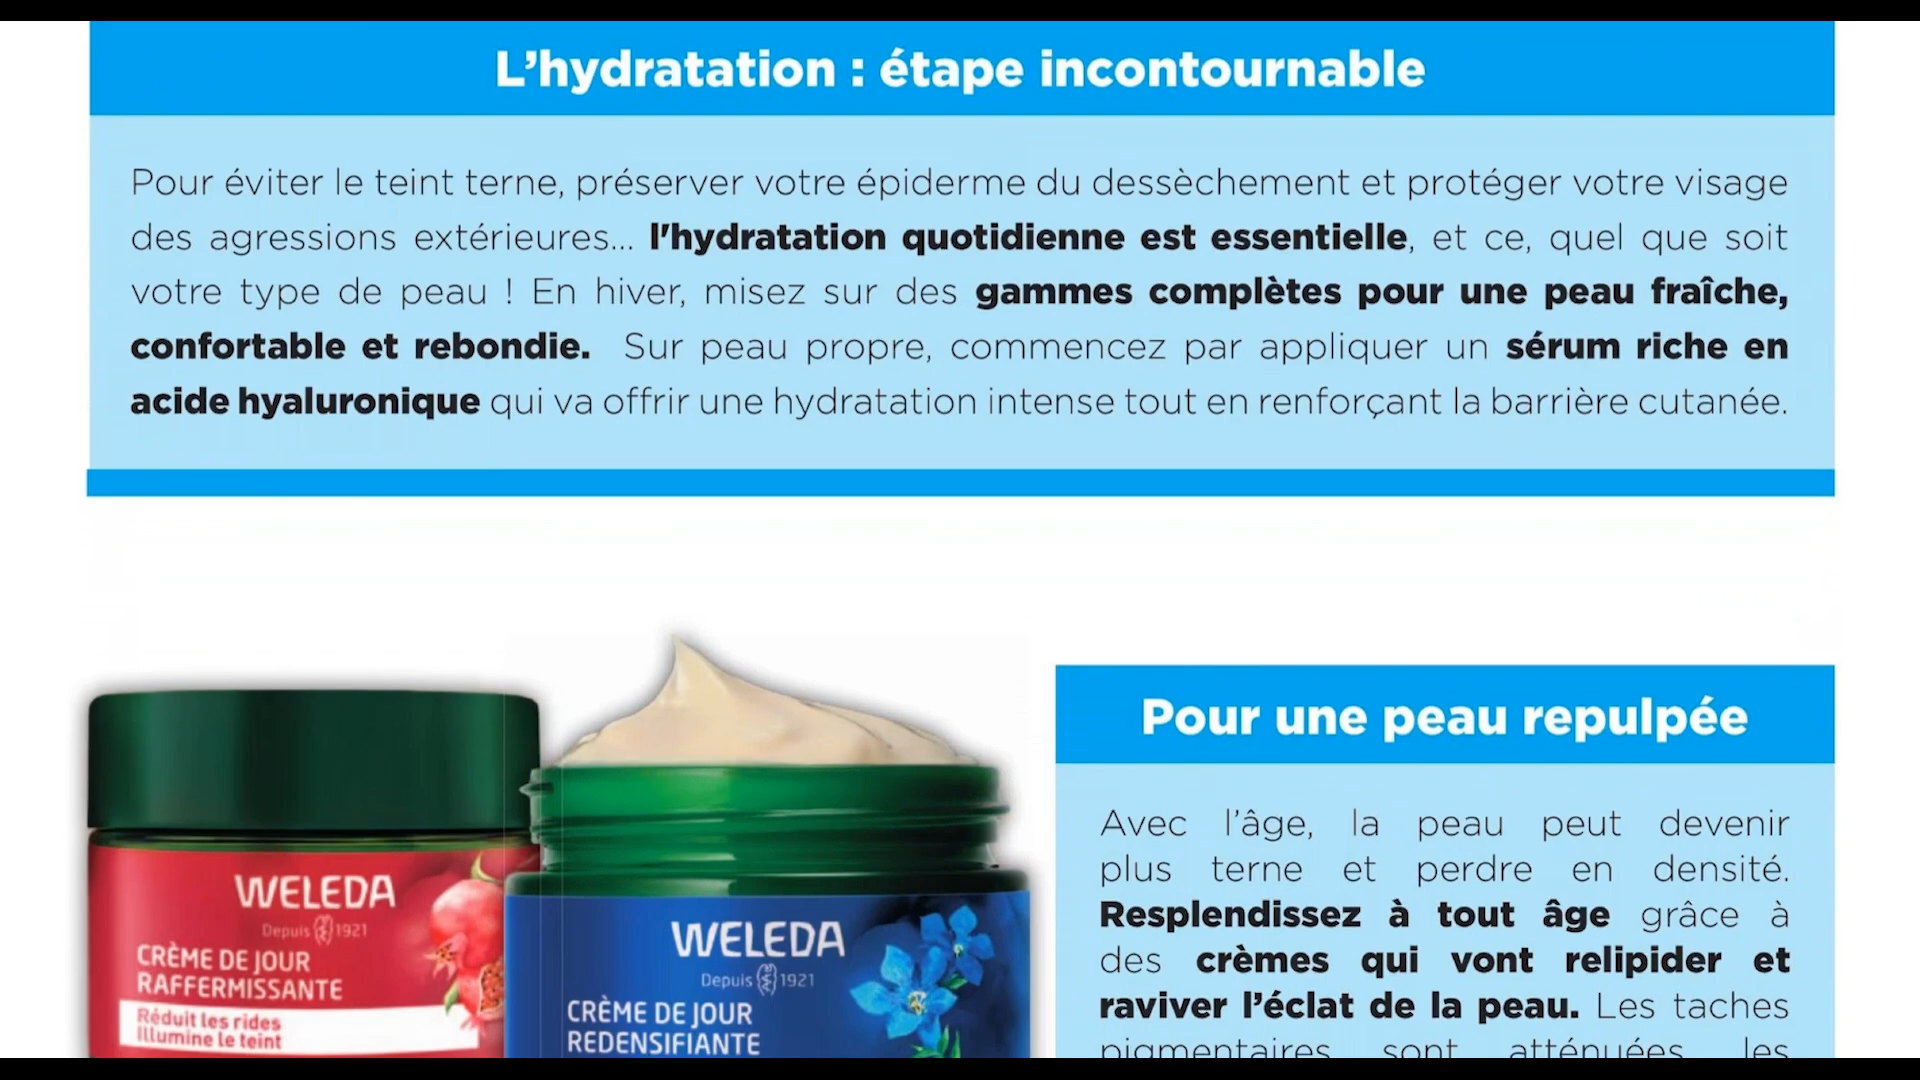 L’hydratation : étape incontournable
Pour éviter le teint terne, préserver votre épiderme du dessèchement et protéger votre visage
des agressions extérieures... l'hydratation quotidienne est essentielle, et ce, quel que soit
votre type de peau ! En hiver, misez sur des gammes complètes pour une peau fraîche,
confortable et rebondie. Sur peau propre, commencez par appliquer un sérum riche en
acide hyaluronique qui va offrir une hydratation intense tout en renforçant la barrière cutanée.
WELEDA
Depuis 1921
CRÈME DE JOUR
RAFFERMISSANTE
Réduit les rides
Illumine le teint
WELEDA
Depuis 1921
CRÈME DE JOUR
REDENSIFIANTE
Pour une peau repulpée
Avec l’âge, la peau peut devenir
plus terne et perdre en densité.
Resplendissez à tout âge grâce à
des crèmes qui vont relipider et
raviver l’éclat de la peau. Les taches
pigmentaires sont atténuées, les